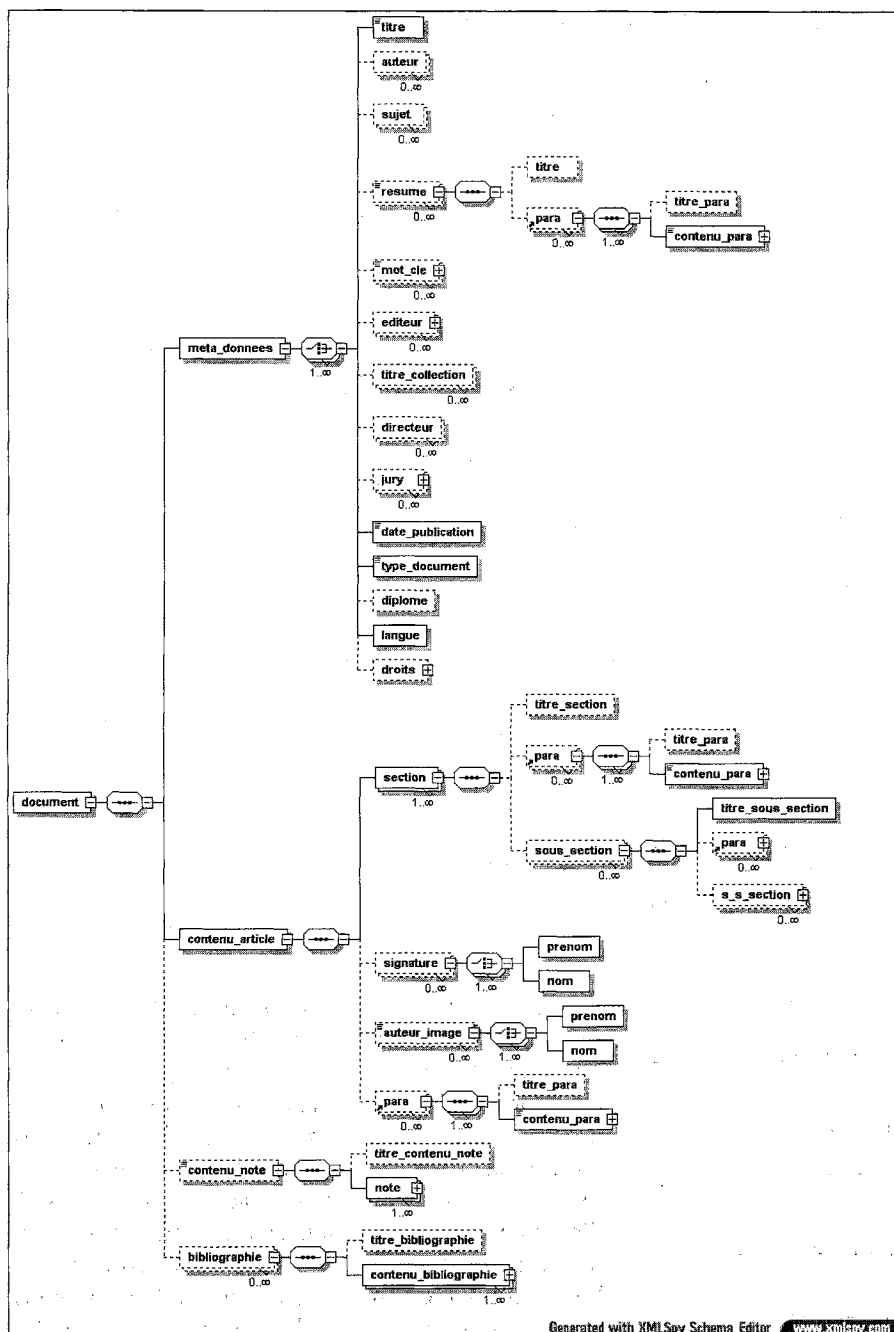 titre
auteur
0..∞
sujet
0..∞
titre
resume
0..∞
para
0..∞
1..∞
titre_para
contenu_para
mot_cle
0..∞
editeur
0..∞
meta_donnees
1..∞
titre_collection
0..∞
directeur
0..∞
jury
0..∞
date_publication
type_document
diplome
langue
droits
titre_section
section
1..∞
para
0..∞
1..∞
titre_para
contenu_para
document
titre_sous_section
sous_section
0..∞
para
0..∞
s_s_section
0..∞
contenu_article
signature
0..∞
1..∞
prenom
nom
auteur_image
0..∞
1..∞
prenom
nom
para
0..∞
1..∞
titre_para
contenu_para
contenu_note
titre_contenu_note
note
1..∞
bibliographie
0..∞
titre_bibliographie
contenu_bibliographie
1..∞
Generated with XMLSpy Schema Editor www.xmlspy.com